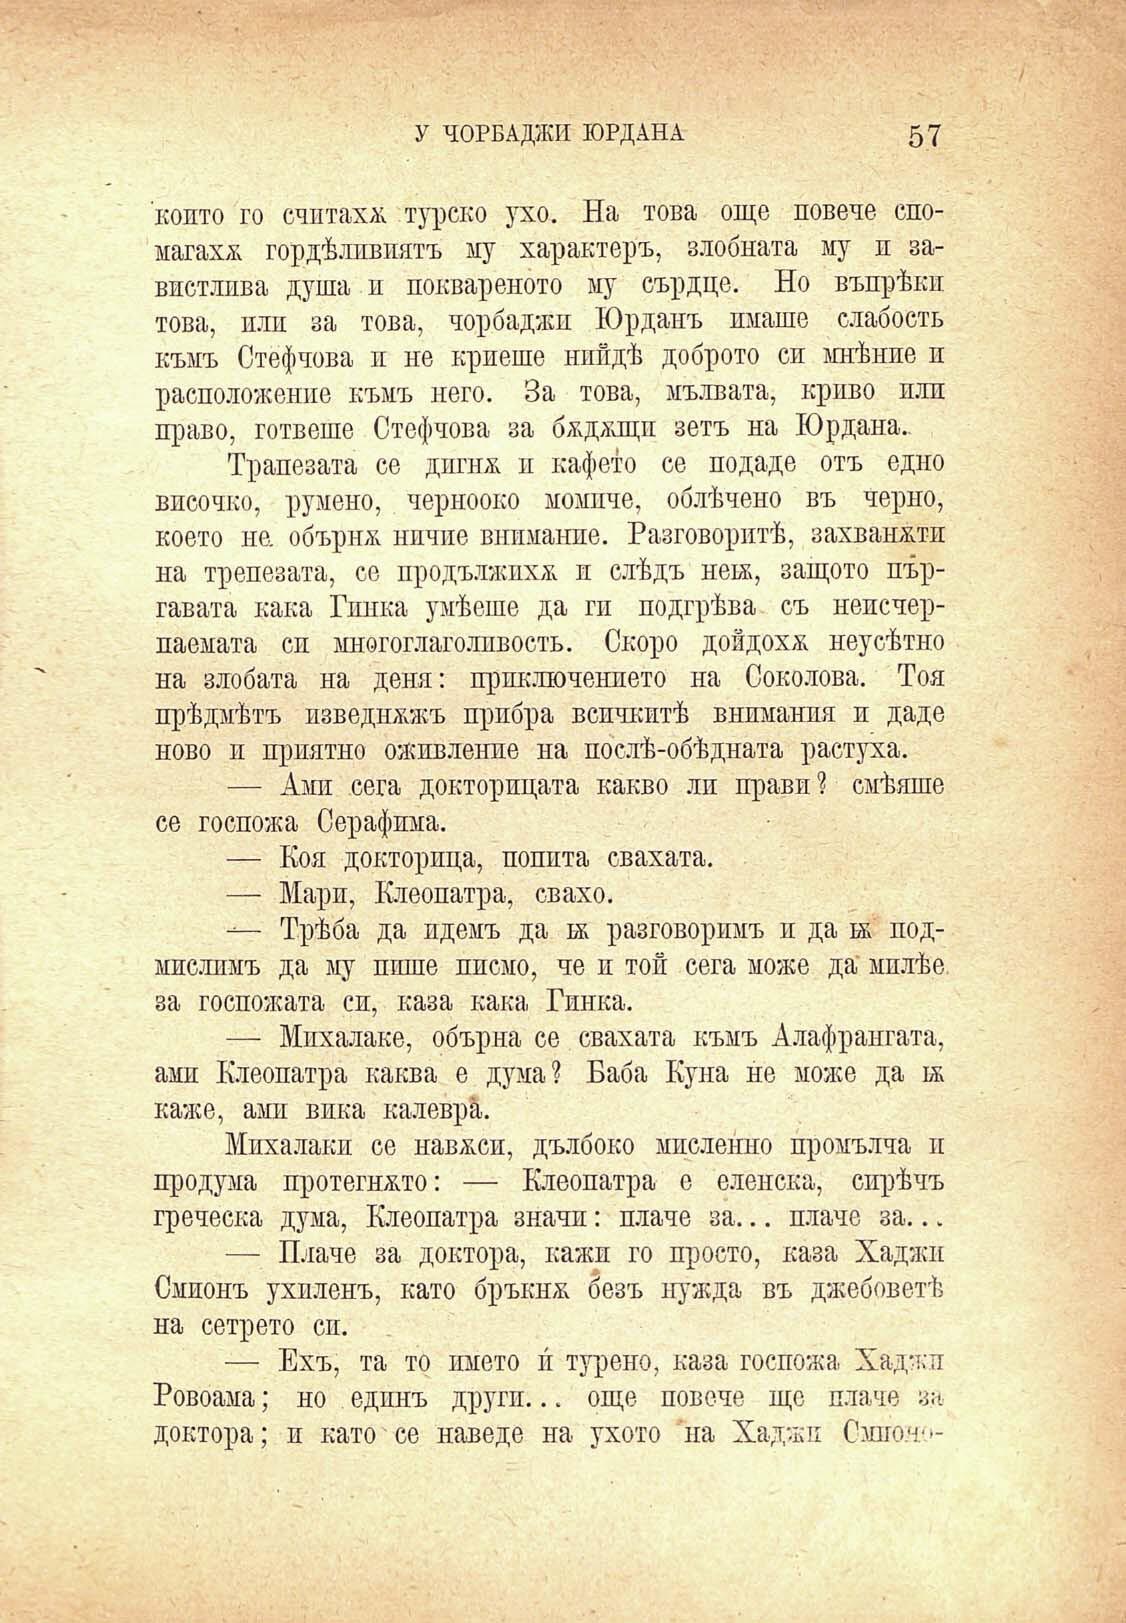 У ЧОРБАДЖИ ЮРДАНА 57
които го считахѫ турско ухо. На това още повече спо-
магахѫ гордѣливиятъ му характеръ, злобната му и за-
вистлива душа и поквареното му сърдце. Но въпрѣки
това, или за това, чорбаджи Юрданъ имаше слабость
къмъ Стефчова и не криеше нийдѣ доброто си мнѣние и
расположение къмъ него. За това, мълвата, криво или
право, готвеше Стефчова за бѫдѫщи зетъ на Юрдана.
Трапезата се дигнѫ и кафето се подаде отъ едно
височко, румено, чернооко момиче, облѣчено въ черно,
което не обърнѫ ничие внимание. Разговоритѣ, захванѫти
на трепезата, се продължихѫ и слѣдъ неѭ, защото пър-
гавата кака Гинка умѣеше да ги подгрѣва съ неисчер-
паемата си многоглаголивость. Скоро дойдохѫ неусѣтно
на злобата на деня: приключението на Соколова. Тоя
прѣдмѣтъ изведнѫжъ прибра всичкитѣ внимания и даде
ново и приятно оживление на послѣ-обѣдната растуха.
— Ами сега докторицата какво ли прави? смѣяше
се госпожа Серафима.
— Коя докторица, попита свахата.
— Мари, Клеопатра, свахо.
— Трѣба да идемъ да ѭ разговоримъ и да ѭ под-
мислимъ да му пише писмо, че и той сега може да милѣе
за госпожата си, каза кака Гинка.
— Михалаке, обърна се свахата къмъ Алафрангата,
ами Клеопатра каква е дума? Баба Куна не може да ѭ
каже, ами вика калевра.
Михалаки се навѫси, дълбоко мисленно промълча и
продума протегнѫто: — Клеопатра е еленска, сирѣчъ
греческа дума, Клеопатра значи: плаче за... плаче за...
— Плаче за доктора, кажи го просто, каза Хаджи
Смионъ ухиленъ, като бръкнѫ безъ нужда въ джебоветѣ
на сетрето си.
— Ехъ, та то името ѝ турено, каза госпожа Хаджи
Ровоама; но единъ други... още повече ще плаче за
доктора; и като се наведе на ухото на Хаджи Смионо-